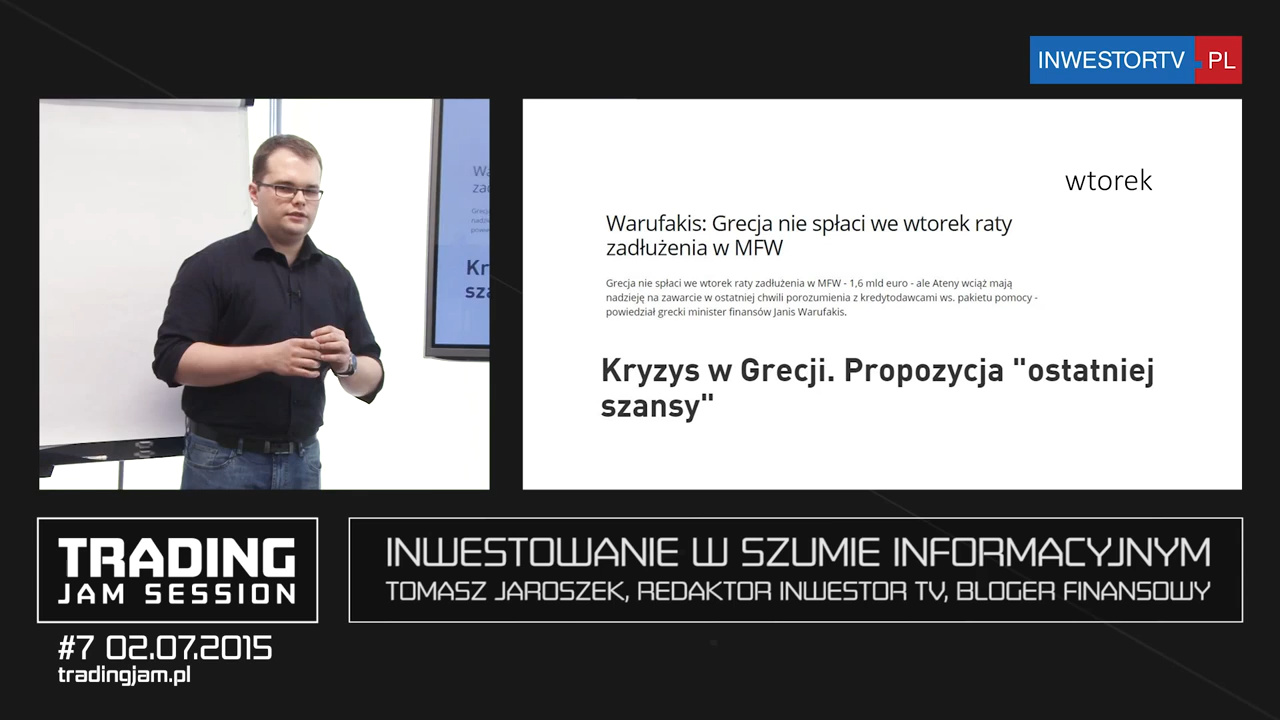 INWESTORTV.PL
wtorek
Warufakis: Grecja nie spłaci we wtorek raty
zadłużenia w MFW
Grecja nie spłaci we wtorek raty zadłużenia w MFW - 1,6 mld euro - ale Ateny wciąż mają
nadzieję na zawarcie w ostatniej chwili porozumienia z kredytodawcami ws. pakietu pomocy -
powiedział grecki minister finansów Janis Warufakis.
Kryzys w Grecji. Propozycja "ostatniej
szansy"
TRADING
JAM SESSION
#7 02.07.2015
tradingjam.pl
INWESTOWANIE W SZUMIE INFORMACYJNYM
TOMASZ JAROSZEK, REDAKTOR INWESTOR TV, BLOGER FINANSOWY